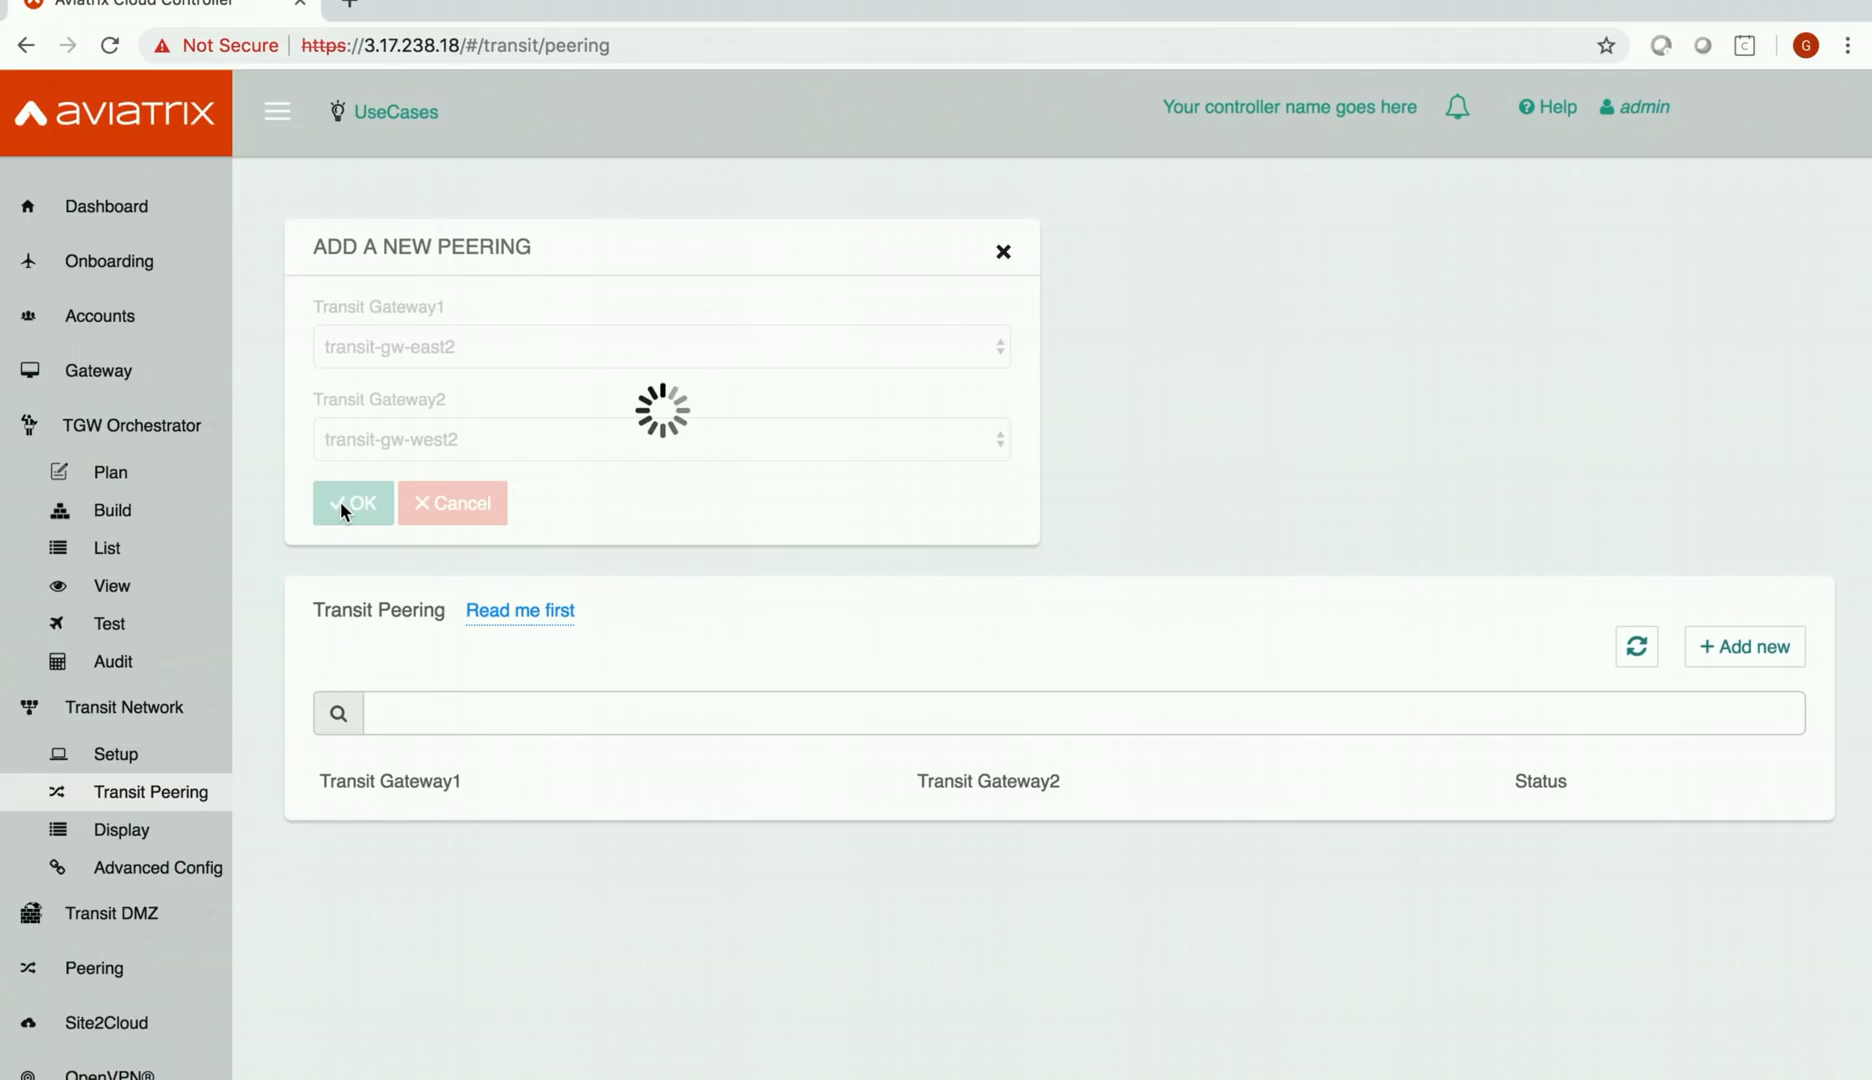 Aviatrix Cloud Controller
Not Secure | https://3.17.238.18/#/transit/peering
C
G
aviatrix
UseCases
Your controller name goes here
Help
admin
Dashboard
Onboarding
Accounts
Gateway
TGW Orchestrator
Plan
Build
List
View
Test
Audit
Transit Network
Setup
Transit Peering
Display
Advanced Config
Transit DMZ
Peering
Site2Cloud
OpenVPN®
ADD A NEW PEERING
Transit Gateway1
transit-gw-east2
Transit Gateway2
transit-gw-west2
OK
Cancel
Transit Peering Read me first
+ Add new
Transit Gateway1 Transit Gateway2 Status